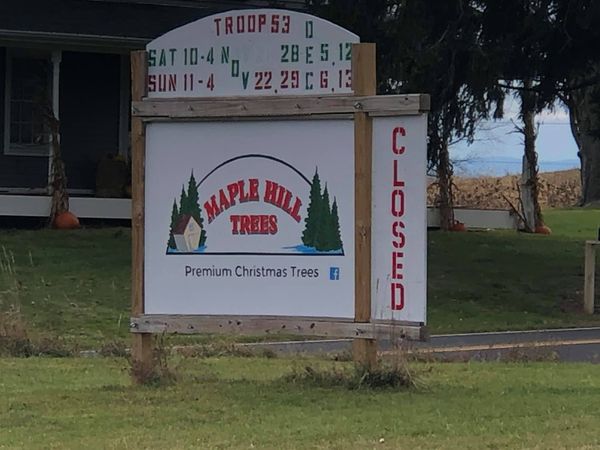 TROOP 53 D
SAT 10-4 NO 28 E 5, 12
SUN 11-4 V 22, 29 C 6, 13
MAPLE HILL
TREES
Premium Christmas Trees f
CLOSED